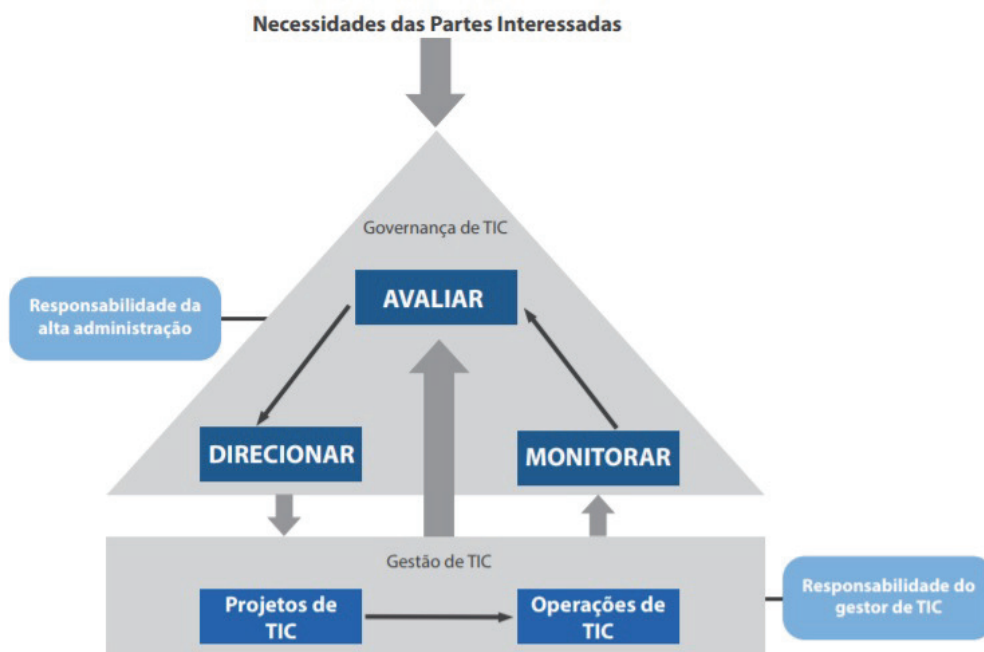 Necessidades das Partes Interessadas
Governança de TIC
AVALIAR
Responsabilidade da
alta administração
DIRECIONAR
MONITORAR
Gestão de TIC
Projetos de
TIC
Operações de
TIC
Responsabilidade do
gestor de TIC